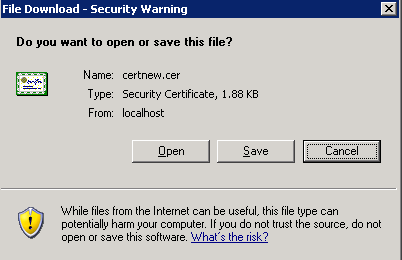 File Download - Security Warning
Do you want to open or save this file?
Name: certnew.cer
Type: Security Certificate, 1.88 KB
From: localhost
Open Save Cancel
While files from the Internet can be useful, this file type can
potentially harm your computer. If you do not trust the source, do not
open or save this software. What's the risk?